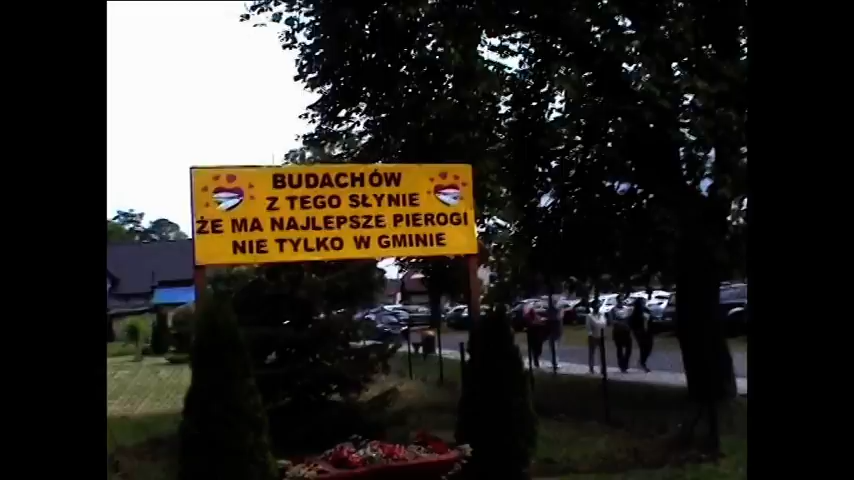 BUDACHÓW
Z TEGO SŁYNIE
ŻE MA NAJLEPSZE PIEROGI
NIE TYLKO W GMINIE